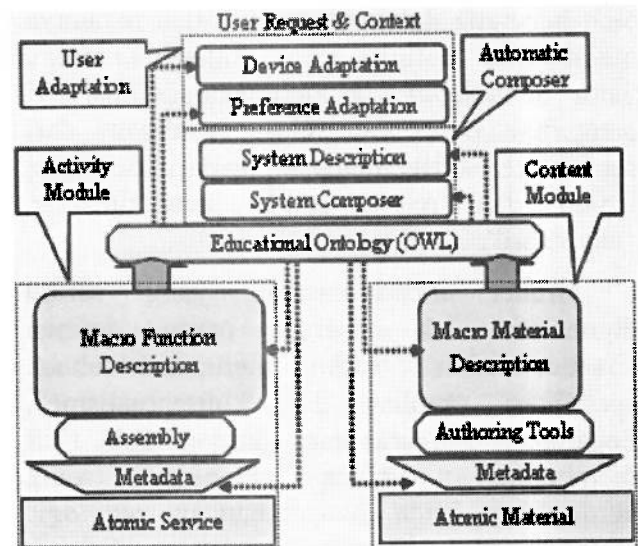 User Request & Context
User
Adaptation
Automatic
Composer
Device Adaptation
Preference Adaptation
Activity
Module
System Description
System Composer
Content
Module
Educational Ontology (OWL)
Macro Function
Description
Macro Material
Description
Assembly
Authoring Tools
Metadata
Metadata
Atomic Service
Atomic Material